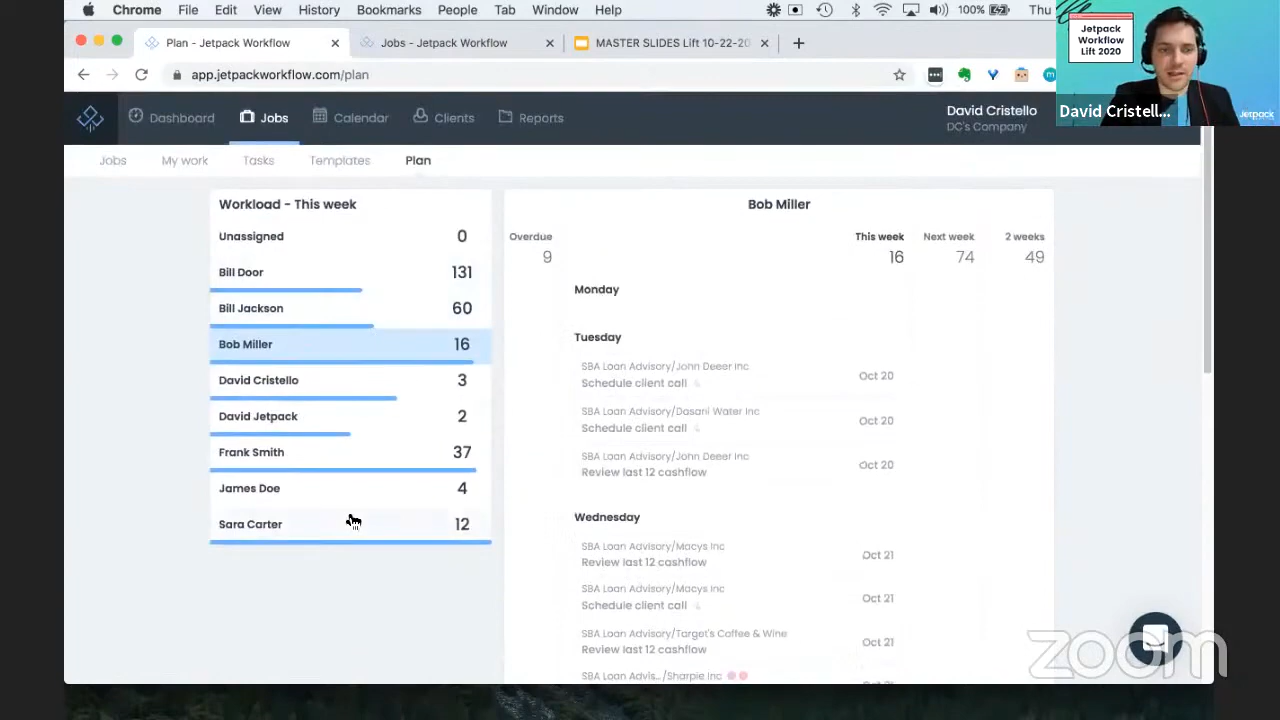 Chrome File Edit View History Bookmarks People Tab Window Help 100% Thu
Plan - Jetpack Workflow
Jobs - Jetpack Workflow
MASTER SLIDES Lift 10-22-20
app.jetpackworkflow.com/plan
Jetpack
Workflow
Lift 2020
David Cristell...
Jetpack
Dashboard
Jobs
Calendar
Clients
Reports
David Cristello
DC's Company
Jobs
My work
Tasks
Templates
Plan
Workload - This week
Unassigned 0
Bill Door 131
Bill Jackson 60
Bob Miller 16
David Cristello 3
David Jetpack 2
Frank Smith 37
James Doe 4
Sara Carter 12
Bob Miller
Overdue This week Next week 2 weeks
9 16 74 49
Monday
Tuesday
SBA Loan Advisory/John Deeer Inc
Schedule client call Oct 20
SBA Loan Advisory/Dasani Water Inc
Schedule client call Oct 20
SBA Loan Advisory/John Deeer Inc
Review last 12 cashflow Oct 20
Wednesday
SBA Loan Advisory/Macys Inc
Review last 12 cashflow Oct 21
SBA Loan Advisory/Macys Inc
Schedule client call Oct 21
SBA Loan Advisory/Target's Coffee & Wine
Review last 12 cashflow Oct 21
SBA Loan Advis.../Sharpie Inc
zoom